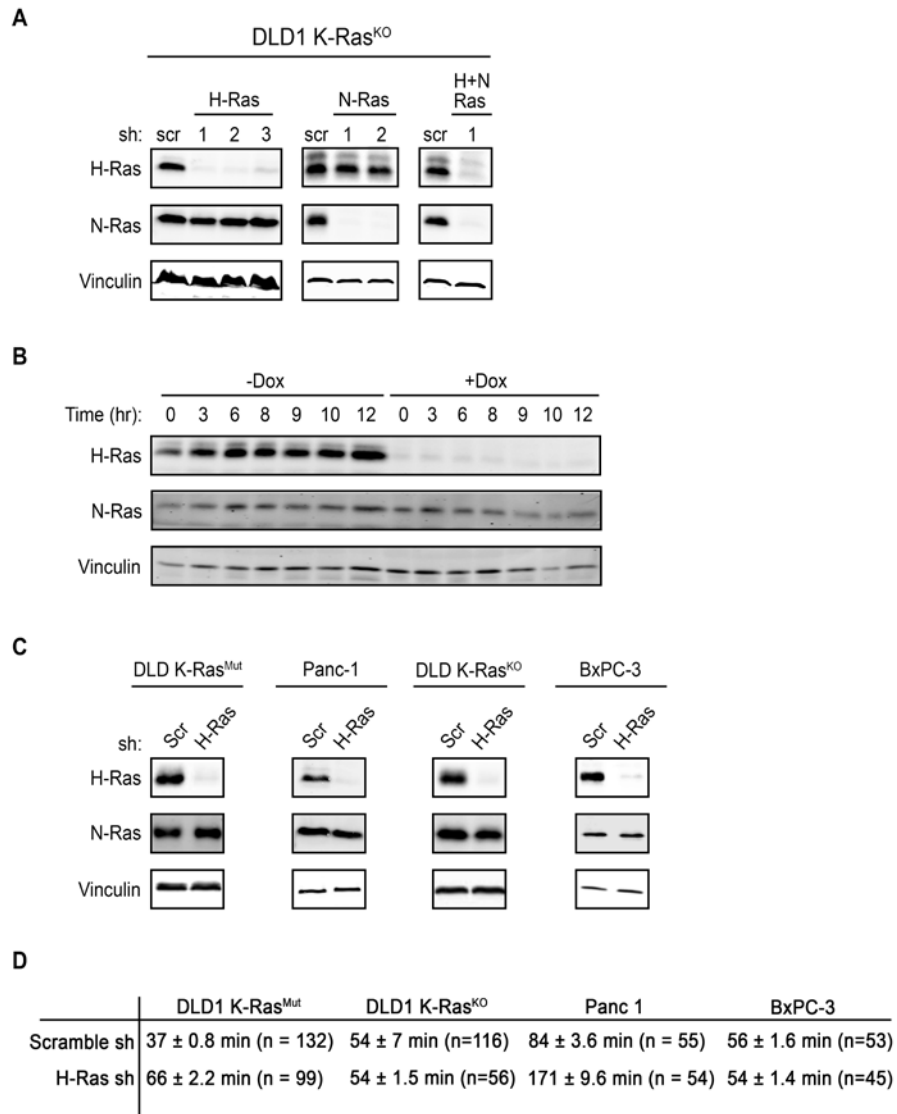 A
DLD1 K-Ras^KO
H-Ras N-Ras H+N Ras
sh: scr 1 2 3 scr 1 2 scr 1
H-Ras
N-Ras
Vinculin
B
-Dox +Dox
Time (hr): 0 3 6 8 9 10 12 0 3 6 8 9 10 12
H-Ras
N-Ras
Vinculin
C
DLD K-Ras^Mut Panc-1 DLD K-Ras^KO BxPC-3
sh: Scr H-Ras Scr H-Ras Scr H-Ras Scr H-Ras
H-Ras
N-Ras
Vinculin
D
DLD1 K-Ras^Mut DLD1 K-Ras^KO Panc 1 BxPC-3
Scramble sh 37 ± 0.8 min (n = 132) 54 ± 7 min (n=116) 84 ± 3.6 min (n = 55) 56 ± 1.6 min (n=53)
H-Ras sh 66 ± 2.2 min (n = 99) 54 ± 1.5 min (n=56) 171 ± 9.6 min (n = 54) 54 ± 1.4 min (n=45)